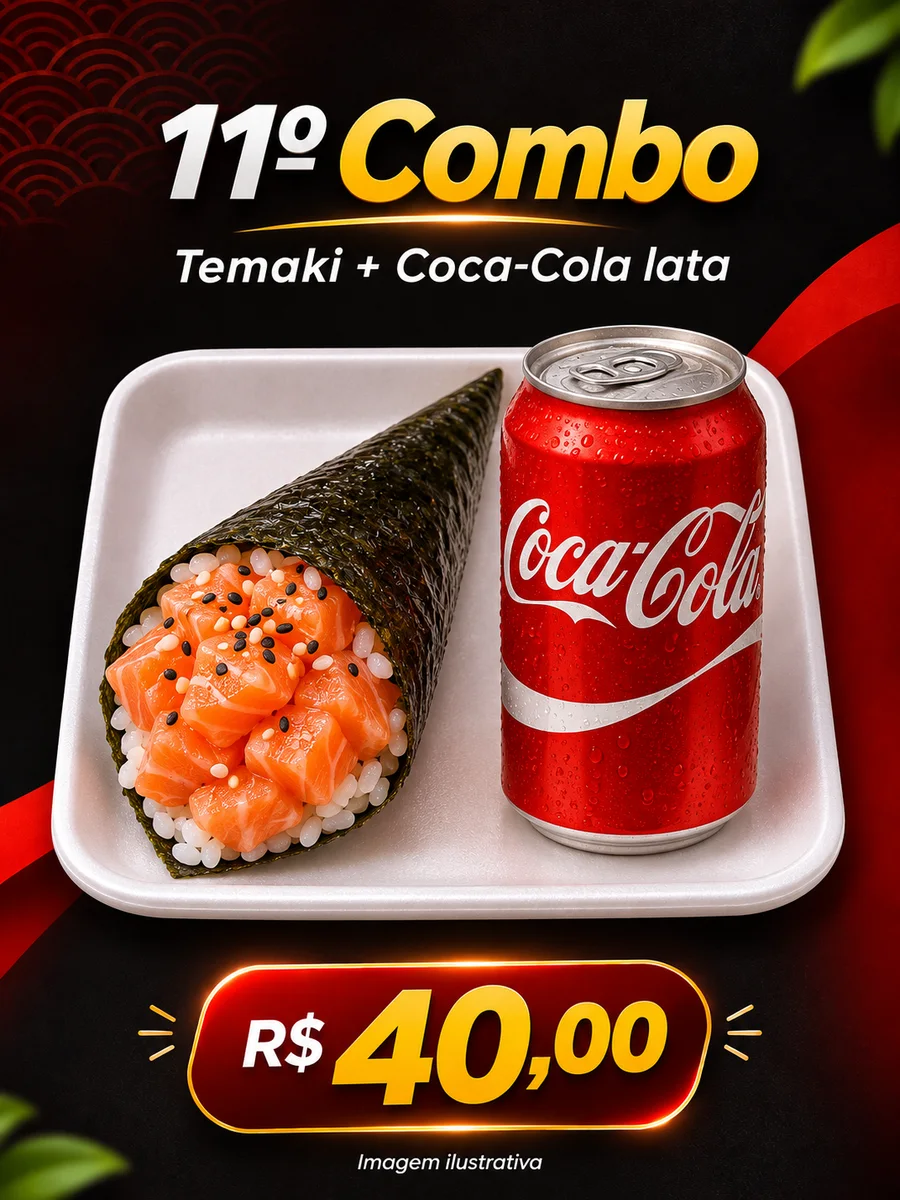 11º Combo
Temaki + Coca-Cola lata
Coca-Cola
R$ 40,00
Imagem ilustrativa